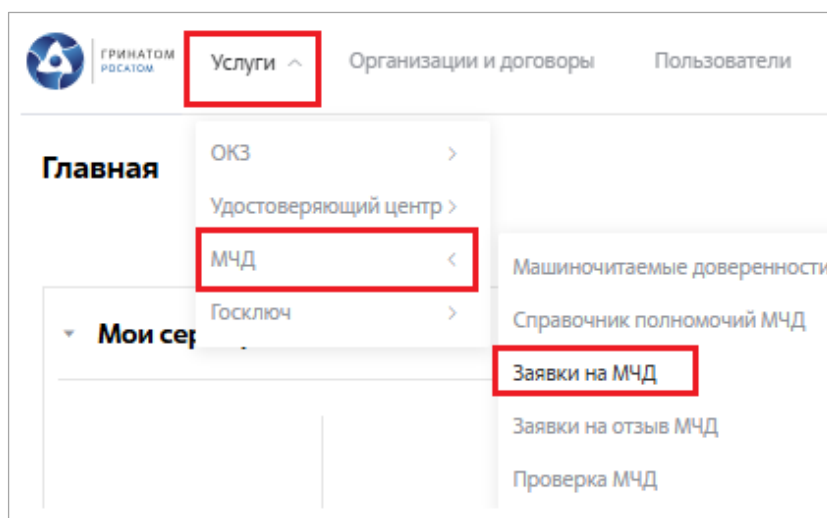 ГРИНАТОМ
РОСАТОМ
Услуги
Организации и договоры
Пользователи
Главная
ОКЗ
Удостоверяющий центр
МЧД
Госключ
Машиночитаемые доверенности
Справочник полномочий МЧД
Заявки на МЧД
Заявки на отзыв МЧД
Проверка МЧД
Мои